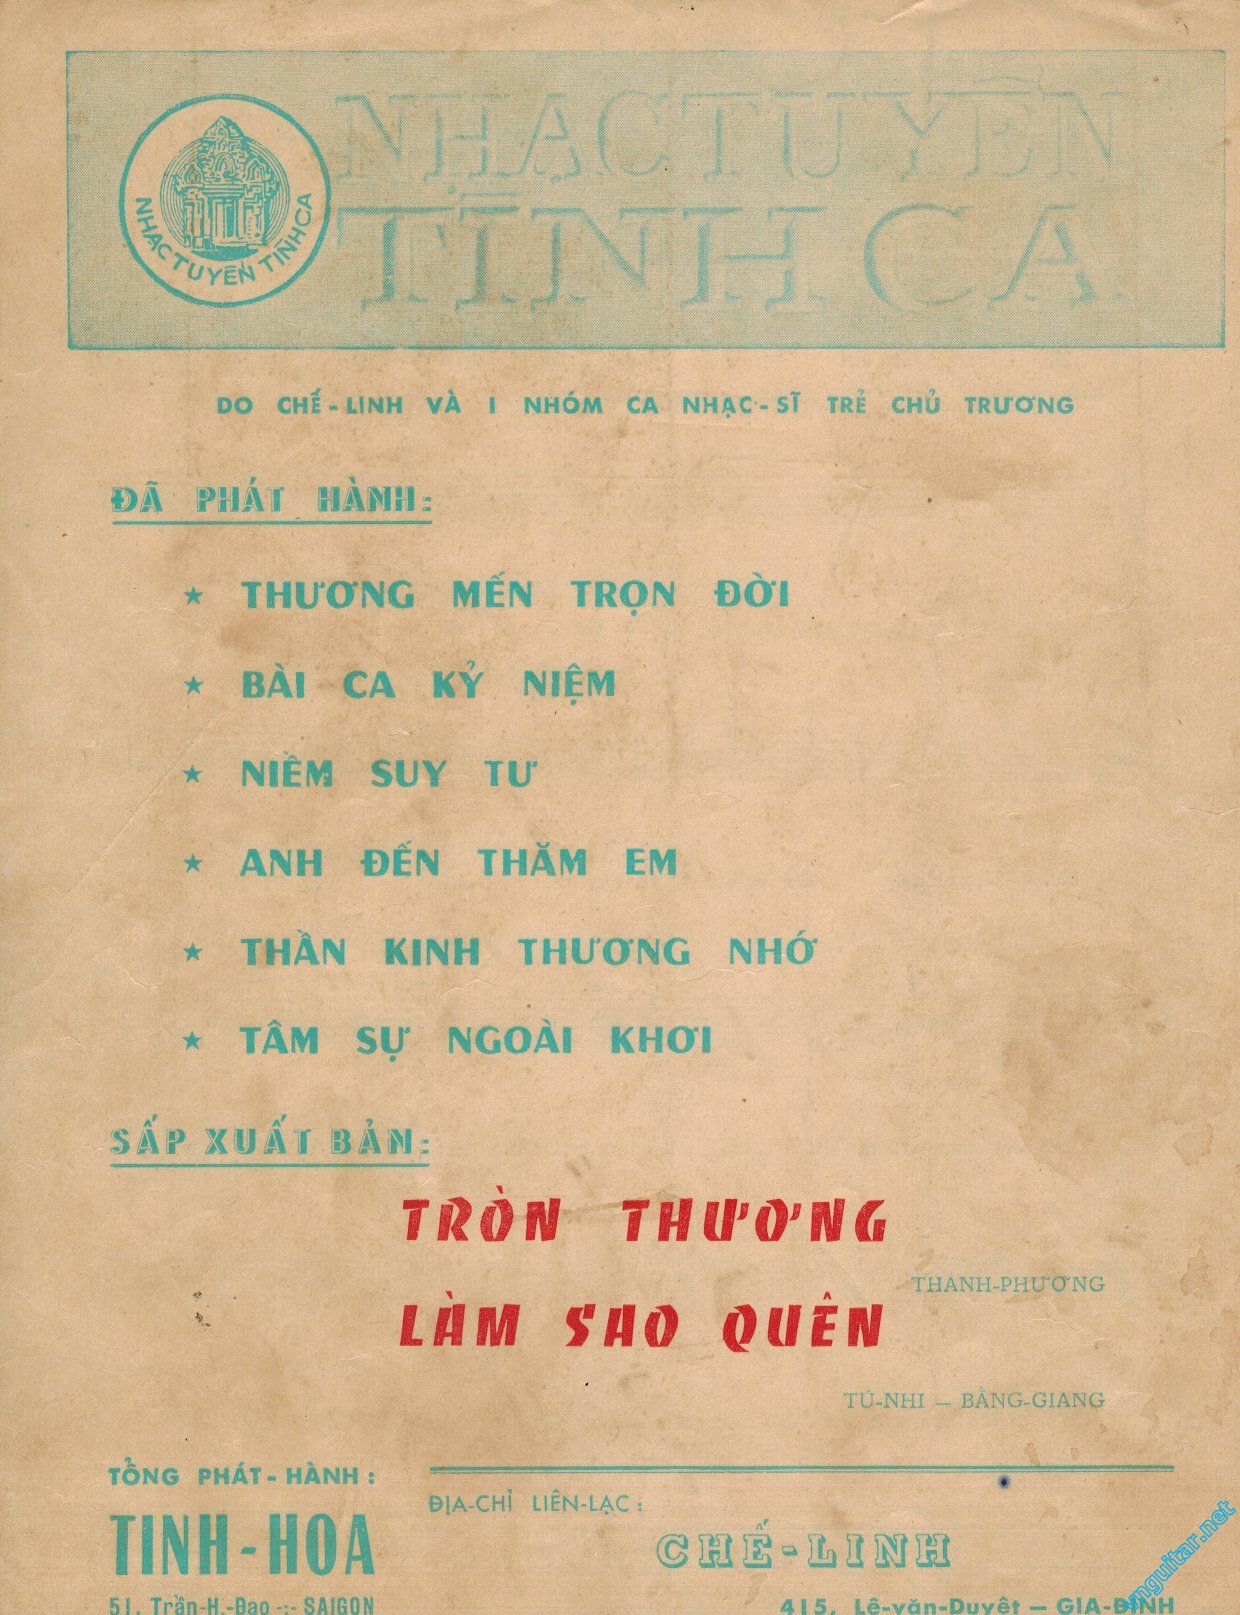 NHẠC TUYỂN
TÌNH CA
NHẠC TUYỂN TÌNH CA
DO CHẾ-LINH VÀ I NHÓM CA NHẠC-SĨ TRẺ CHỦ TRƯƠNG
ĐÃ PHÁT HÀNH:
★ THƯƠNG MẾN TRỌN ĐỜI
★ BÀI CA KỶ NIỆM
★ NIỀM SUY TƯ
★ ANH ĐẾN THĂM EM
★ THẦN KINH THƯƠNG NHỚ
★ TÂM SỰ NGOÀI KHƠI
SẤP XUẤT BẢN:
TRÒN THƯƠNG
THANH-PHƯƠNG
LÀM SAO QUÊN
TÚ-NHI — BẰNG-GIANG
TỔNG PHÁT-HÀNH:
TINH-HOA
51. Trần-H.-Đạo -:- SAIGON
ĐỊA-CHỈ LIÊN-LẠC:
CHẾ-LINH
415, Lê-văn-Duyệt — GIA-ĐỊNH
vnguitar.net